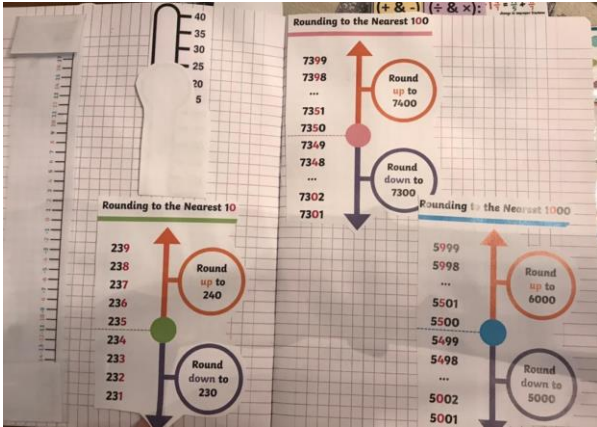 (+ & -)
(÷ & ×):
40
35
30
25
20
5
Rounding to the Nearest 100
7399
7398
...
7351
7350
7349
7348
...
7302
7301
Round
up to
7400
Round
down to
7300
Rounding to the Nearest 10
239
238
237
236
235
234
233
232
231
Round
up to
240
Round
down to
230
Rounding to the Nearest 1000
5999
5998
...
5501
5500
5499
5498
...
5002
5001
Round
up to
6000
Round
down to
5000